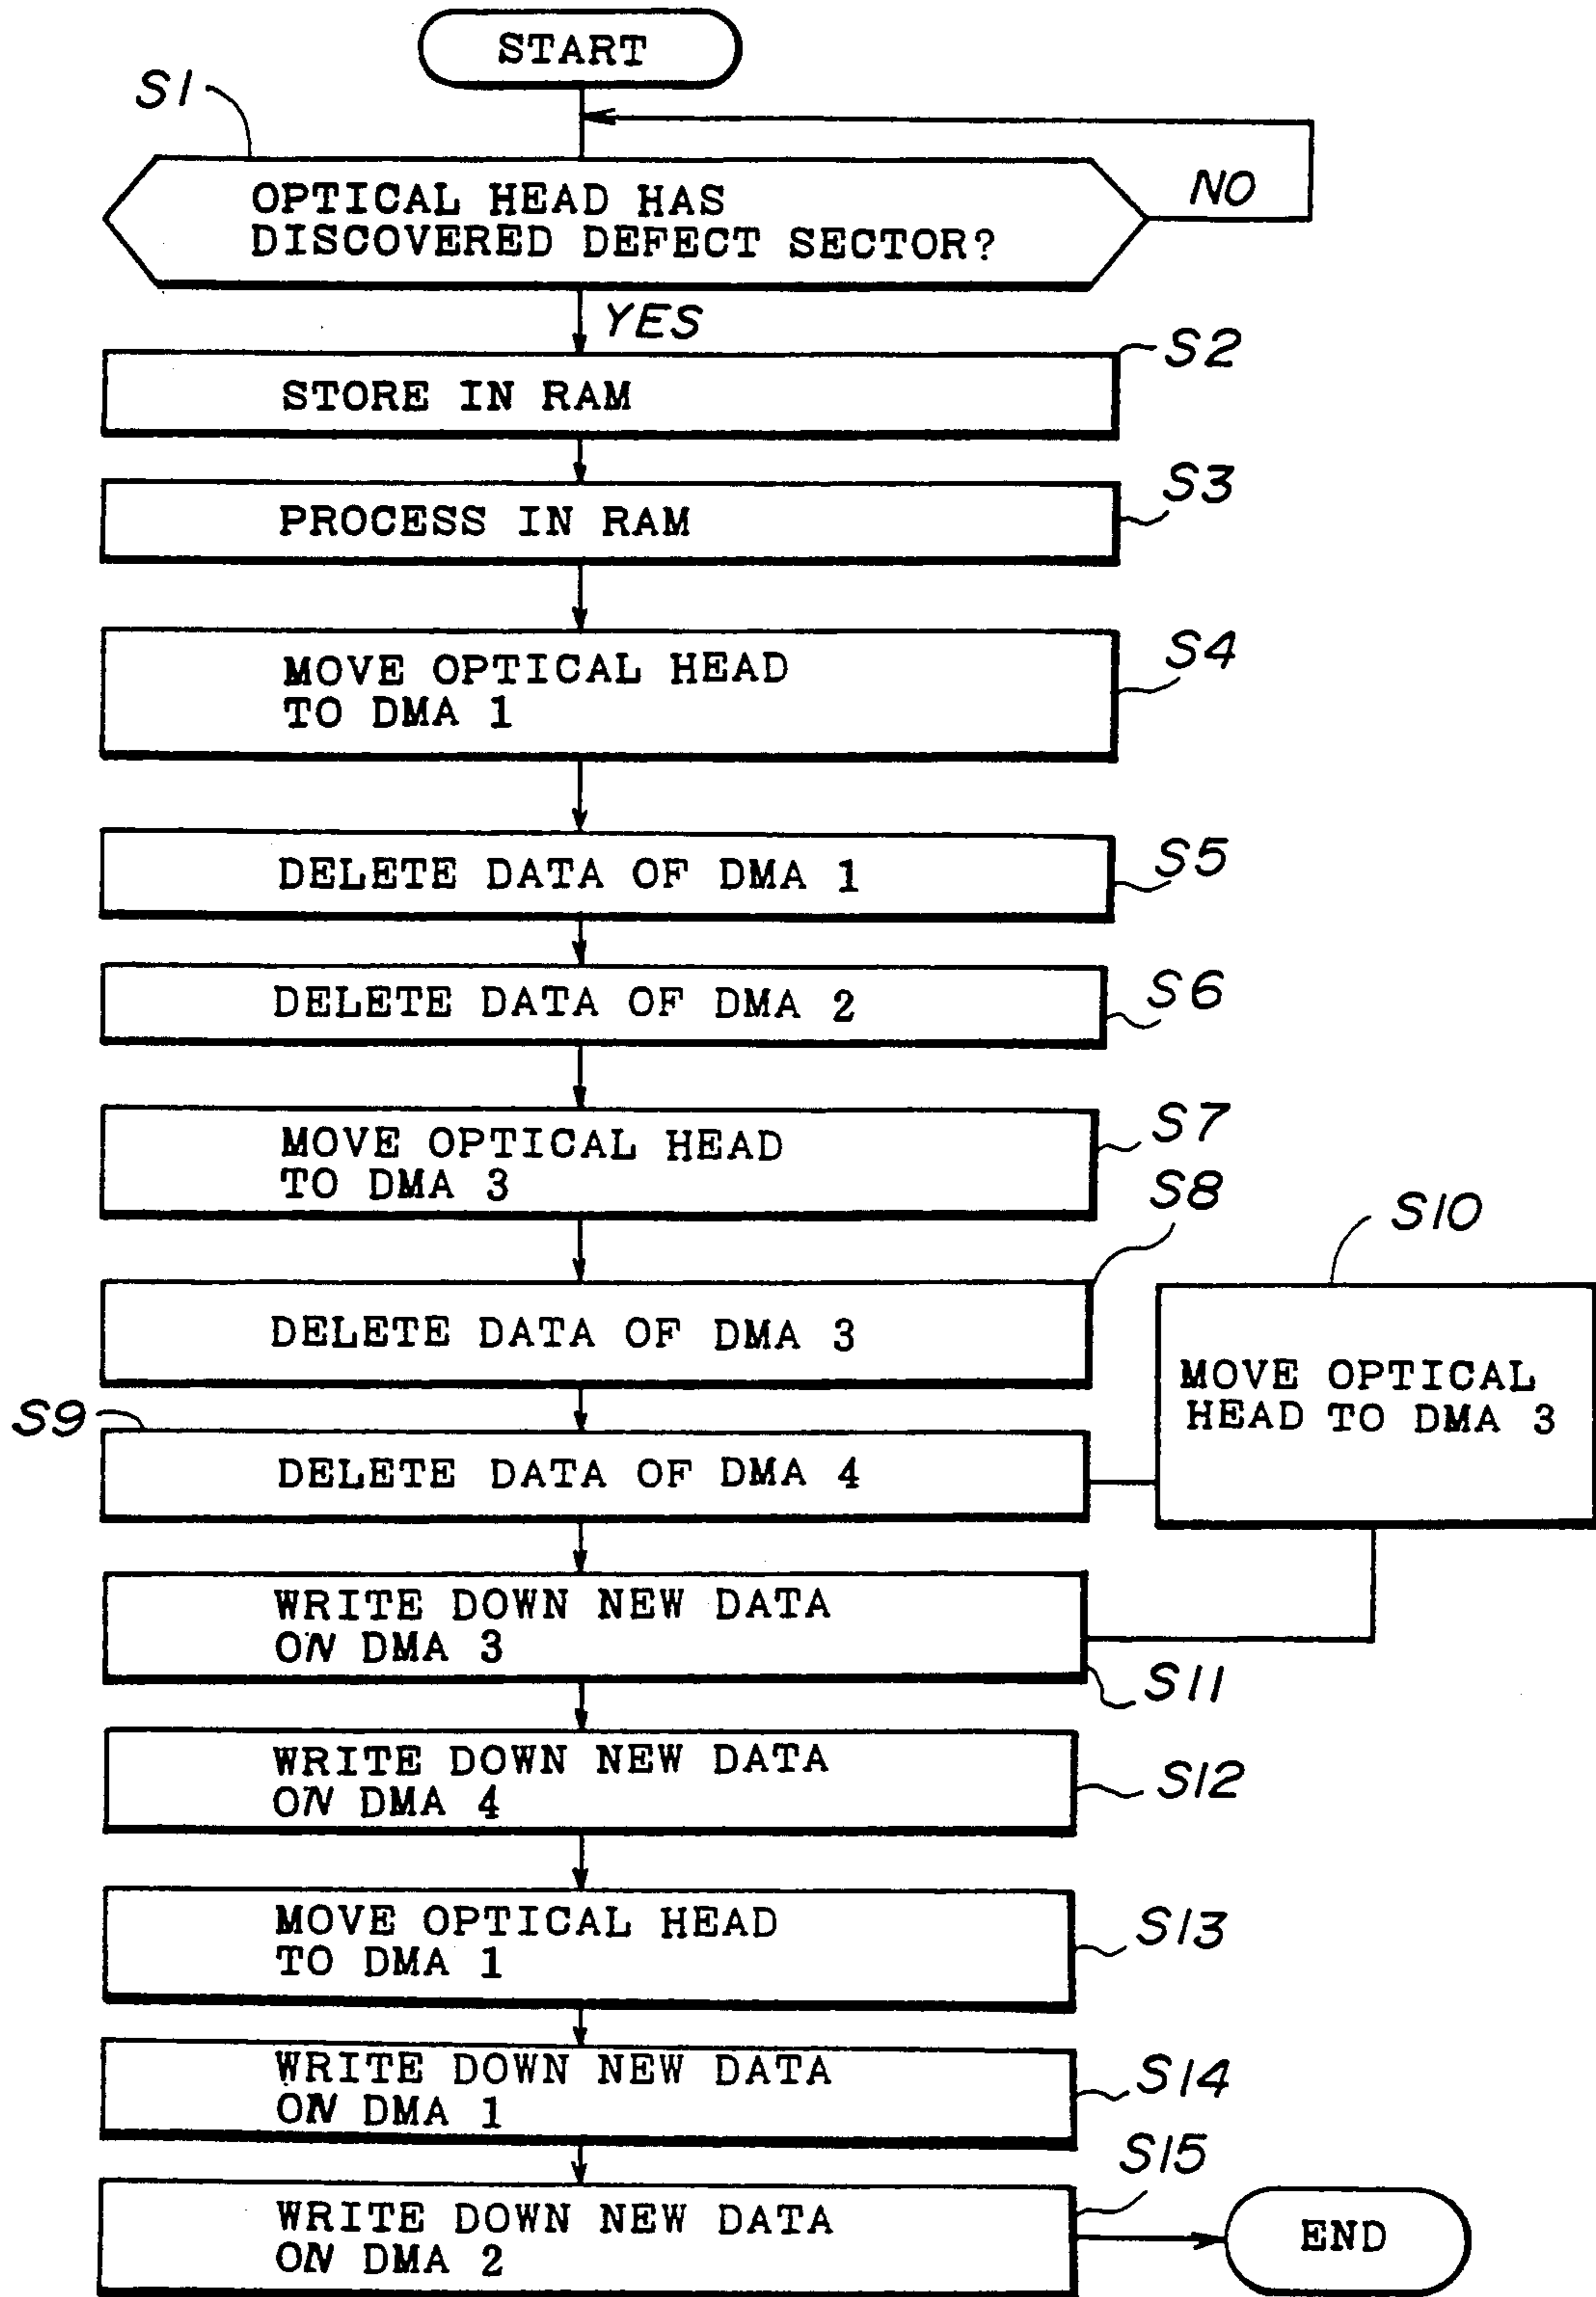 START
S1
OPTICAL HEAD HAS
DISCOVERED DEFECT SECTOR?
NO
YES
S2
STORE IN RAM
S3
PROCESS IN RAM
S4
MOVE OPTICAL HEAD
TO DMA 1
S5
DELETE DATA OF DMA 1
S6
DELETE DATA OF DMA 2
S7
MOVE OPTICAL HEAD
TO DMA 3
S8
DELETE DATA OF DMA 3
S10
MOVE OPTICAL
HEAD TO DMA 3
S9
DELETE DATA OF DMA 4
WRITE DOWN NEW DATA
ON DMA 3
S11
WRITE DOWN NEW DATA
ON DMA 4
S12
MOVE OPTICAL HEAD
TO DMA 1
S13
WRITE DOWN NEW DATA
ON DMA 1
S14
S15
WRITE DOWN NEW DATA
ON DMA 2
END